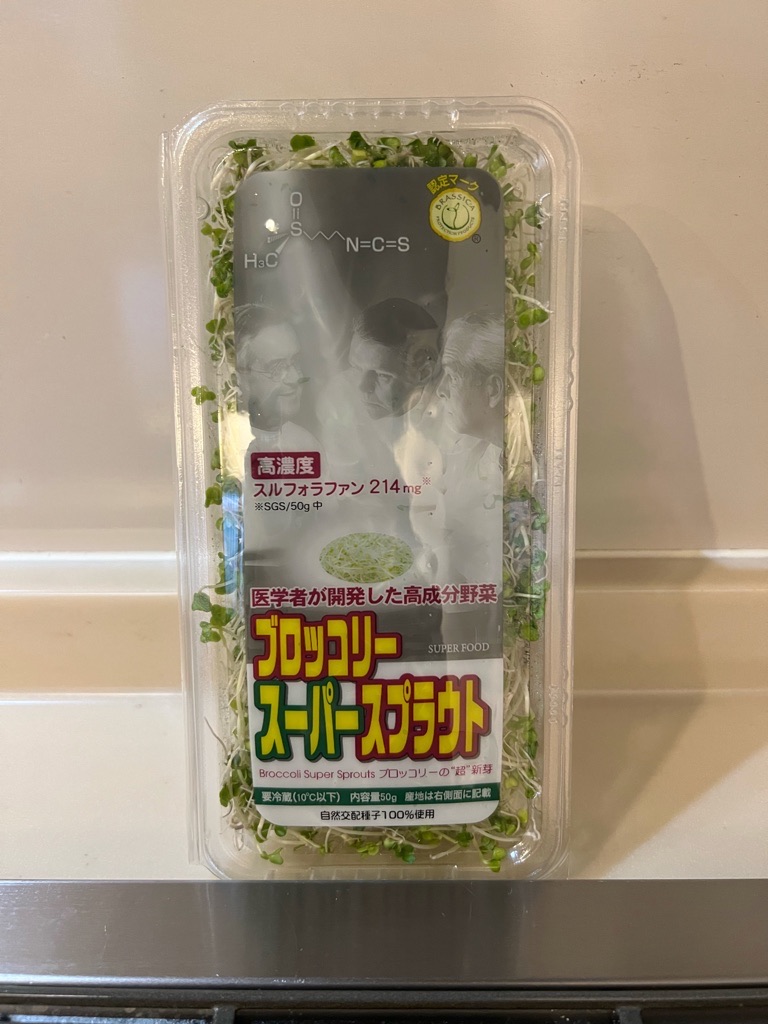 認定マーク
BRASSICA
®
O
S
N=C=S
H₃C
高濃度
スルフォラファン 214mg※
※SGS/50g 中
医学者が開発した高成分野菜
ブロッコリー
SUPER FOOD
スーパースプラウト
Broccoli Super Sprouts ブロッコリーの"超"新芽
要冷蔵(10℃以下) 内容量50g 産地は右側面に記載
自然交配種子100%使用